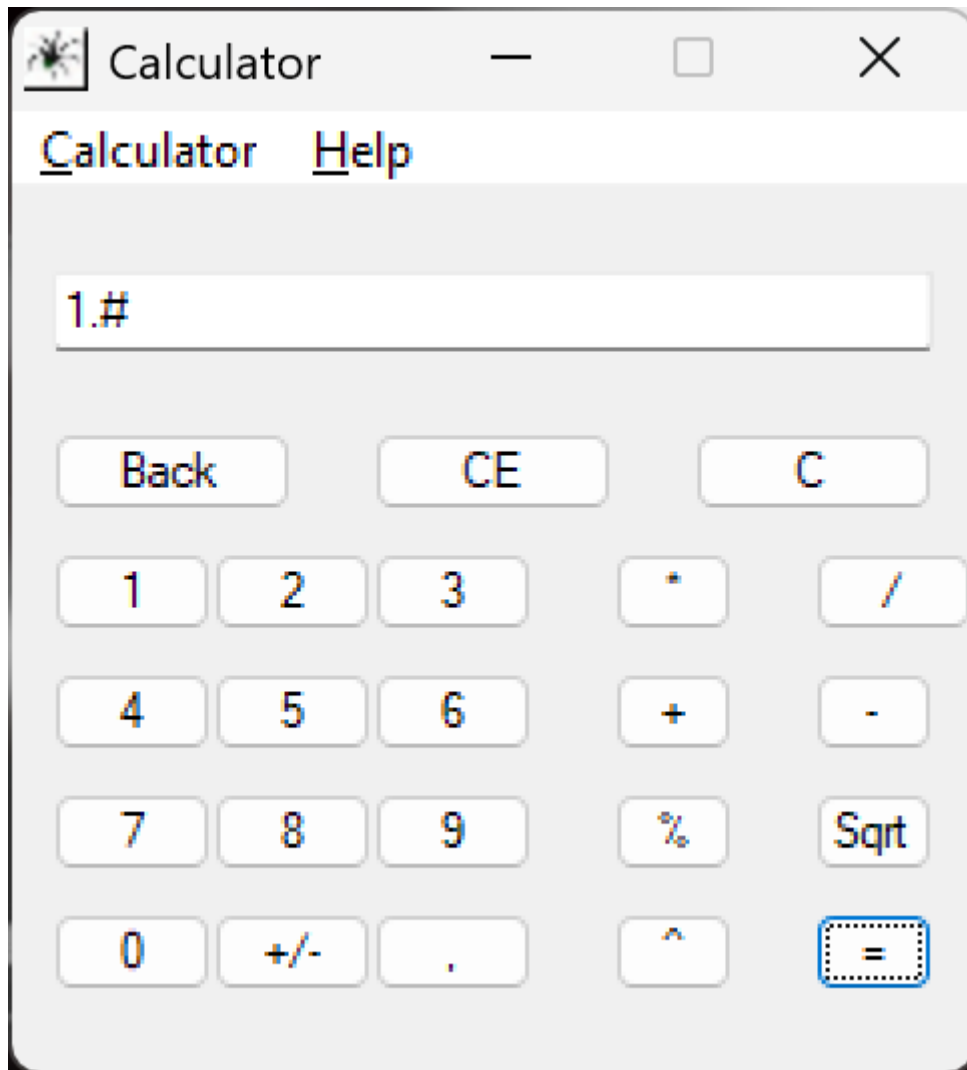 Calculator
Calculator Help
1.#
Back CE C
1 2 3 * /
4 5 6 + -
7 8 9 % Sqrt
0 +/- , ^ =